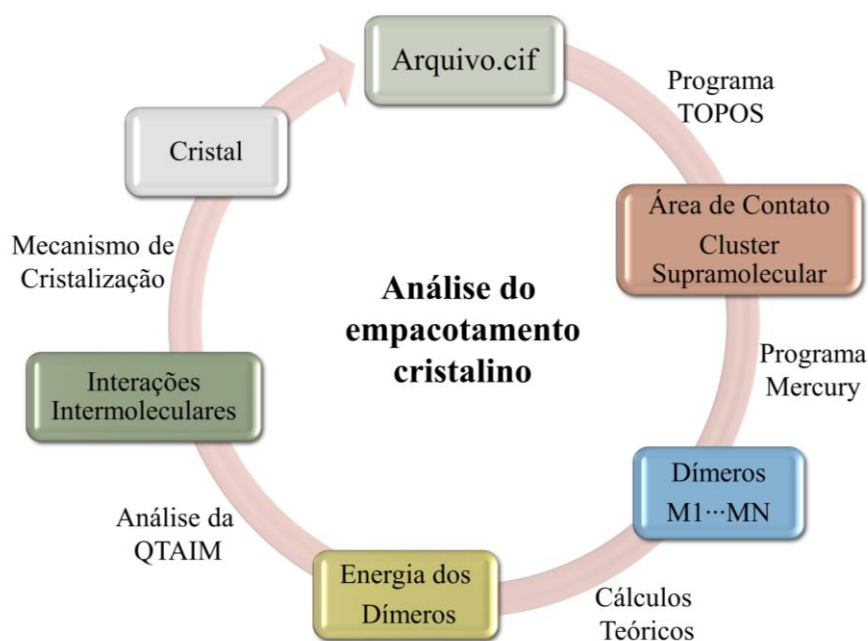 Arquivo.cif
Programa
TOPOS
Área de Contato
Cluster
Supramolecular
Programa
Mercury
Dímeros
M1···MN
Cálculos
Teóricos
Energia dos
Dímeros
Análise da
QTAIM
Interações
Intermoleculares
Mecanismo de
Cristalização
Cristal
Análise do
empacotamento
cristalino